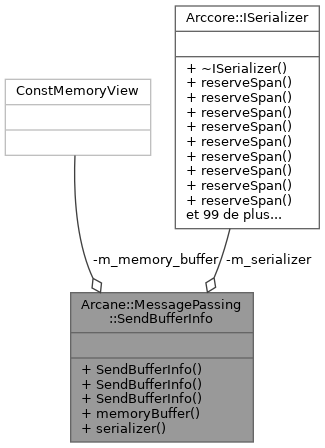 Arccore::ISerializer
+ ~ISerializer()
+ reserveSpan()
+ reserveSpan()
+ reserveSpan()
+ reserveSpan()
+ reserveSpan()
+ reserveSpan()
+ reserveSpan()
+ reserveSpan()
+ reserveSpan()
et 99 de plus...
ConstMemoryView
-m_memory_buffer
-m_serializer
Arcane::MessagePassing
::SendBufferInfo
+ SendBufferInfo()
+ SendBufferInfo()
+ SendBufferInfo()
+ memoryBuffer()
+ serializer()